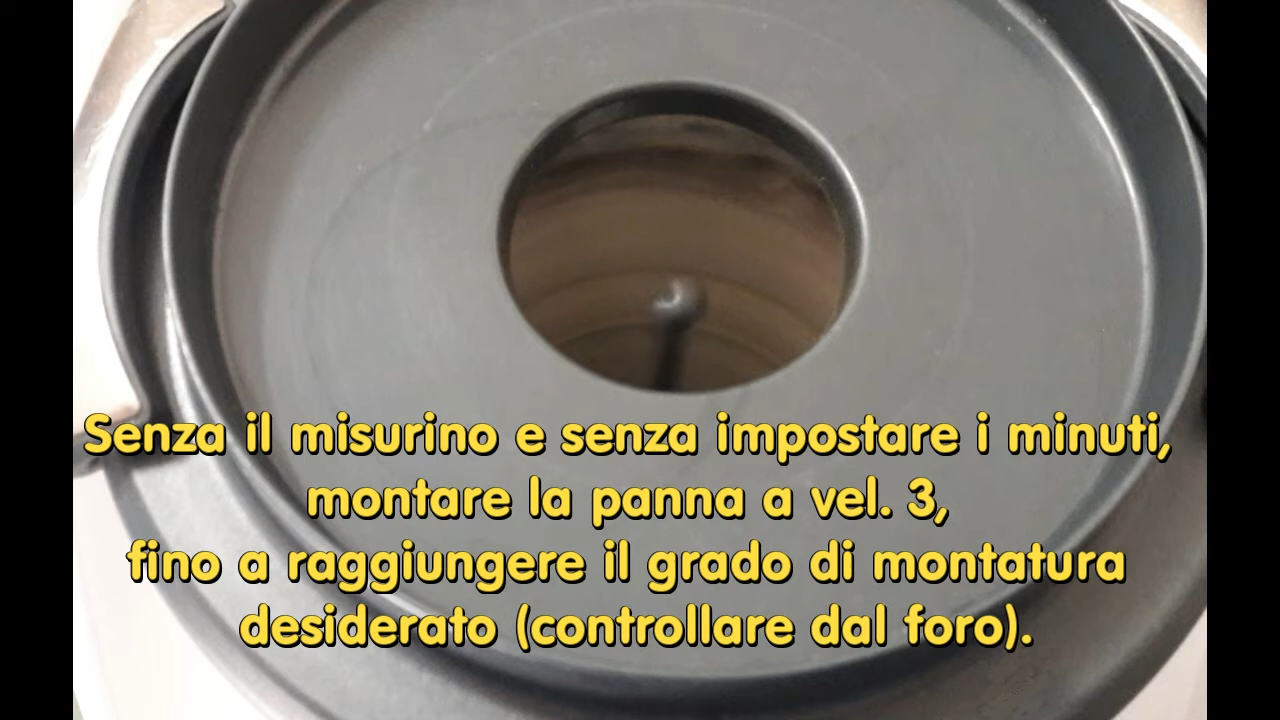 Senza il misurino e senza impostare i minuti,
montare la panna a vel. 3,
fino a raggiungere il grado di montatura
desiderato (controllare dal foro).